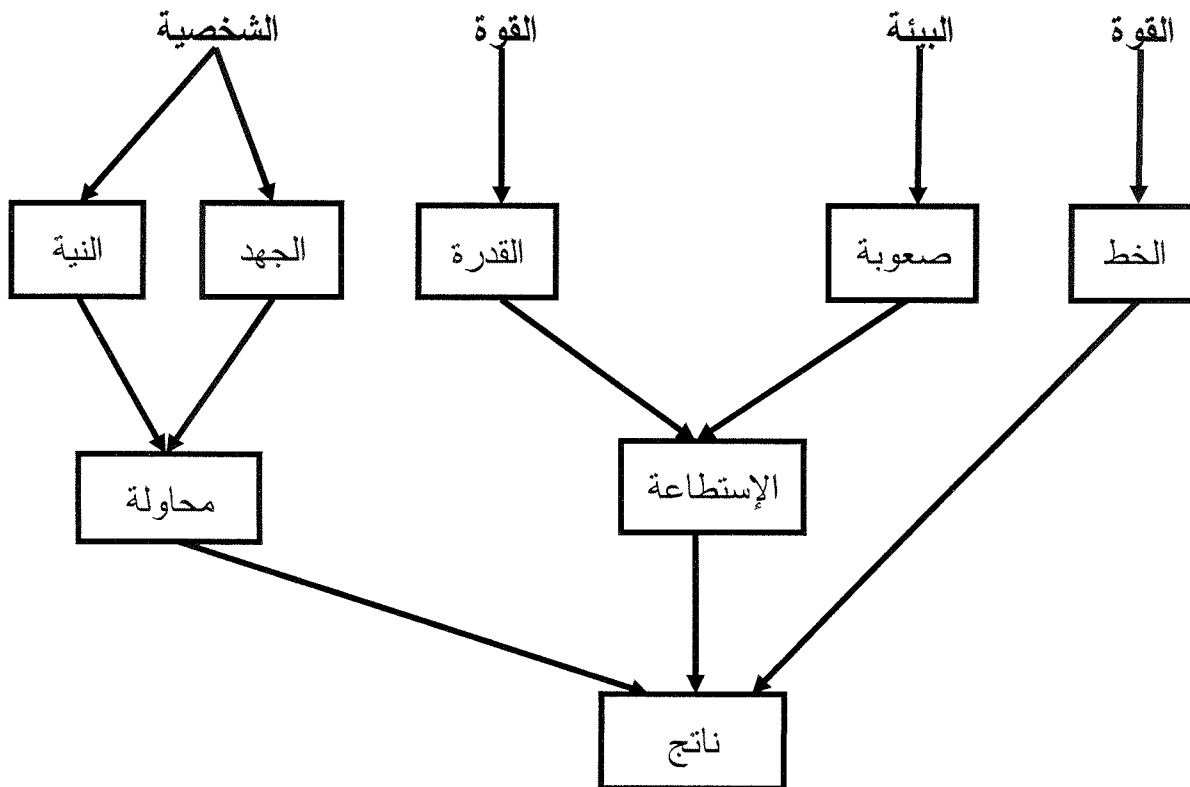 القوة
البيئة
القوة
الشخصية
الخط
صعوبة
القدرة
الجهد
النية
الإستطاعة
محاولة
ناتج